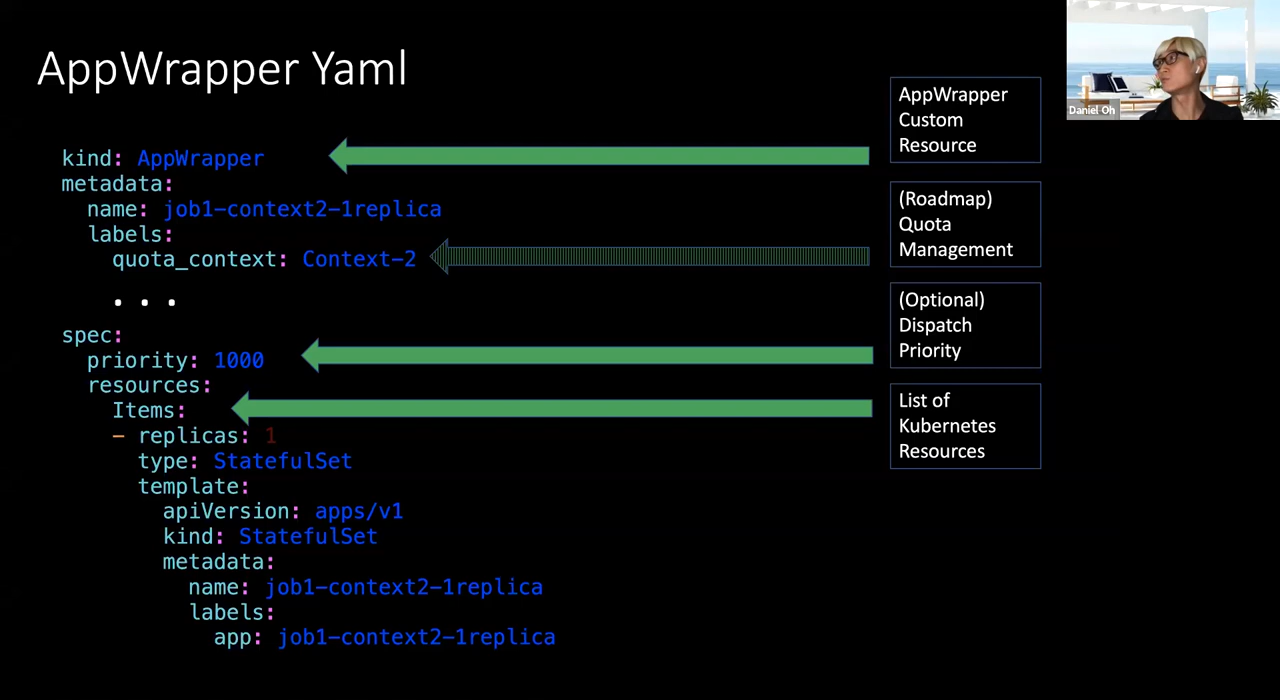 AppWrapper Yaml
Daniel Oh
kind: AppWrapper
metadata:
name: job1-context2-1replica
labels:
quota_context: Context-2
. . .
spec:
priority: 1000
resources:
Items:
- replicas: 1
type: StatefulSet
template:
apiVersion: apps/v1
kind: StatefulSet
metadata:
name: job1-context2-1replica
labels:
app: job1-context2-1replica
AppWrapper
Custom
Resource
(Roadmap)
Quota
Management
(Optional)
Dispatch
Priority
List of
Kubernetes
Resources